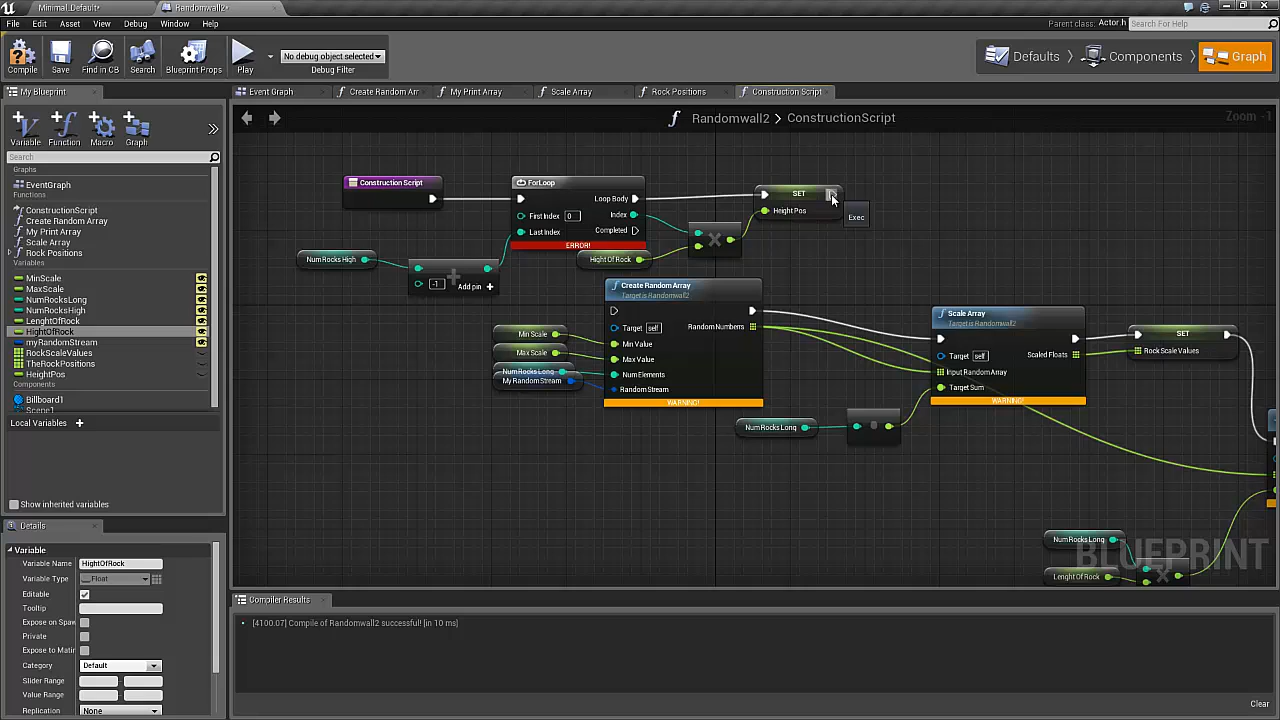 Minimal_Default*
Randomwall2*
File Edit Asset View Debug Window Help
Parent class: Actor.h
Search For Help
Compile
Save
Find in CB
Search
Blueprint Props
Play
No debug object selected
Debug Filter
Defaults
Components
Graph
My Blueprint
Event Graph
Create Random Arr
My Print Array
Scale Array
Rock Positions
Construction Script
Variable
Function
Macro
Graph
Randomwall2 > ConstructionScript
Zoom -1
Search
Graphs
EventGraph
Functions
ConstructionScript
Create Random Array
My Print Array
Scale Array
Rock Positions
Variables
MinScale
MaxScale
NumRocksLong
NumRocksHigh
LenghtOfRock
HightOfRock
myRandomStream
RockScaleValues
TheRockPositions
HeightPos
Components
Billboard1
Scene1
Local Variables
Show inherited variables
Construction Script
ForLoop
Loop Body
First Index 0
Index
Last Index
Completed
ERROR!
SET
Height Pos
Exec
Num Rocks High
-1
Add pin
Hight Of Rock
Create Random Array
Target is Randomwall2
Target self
Random Numbers
Min Value
Max Value
Num Elements
Random Stream
WARNING!
Min Scale
Max Scale
Num Rocks Long
My Random Stream
Scale Array
Target is Randomwall2
Target self
Scaled Floats
Input Random Array
Target Sum
WARNING!
SET
Rock Scale Values
Num Rocks Long
Num Rocks Long
Lenght Of Rock
BLUEPRINT
Details
Variable
Variable Name HightOfRock
Variable Type Float
Editable
Tooltip
Expose on Spaw
Private
Expose to Matir
Category Default
Slider Range
Value Range
Replication None
Compiler Results
[4100.07] Compile of Randomwall2 successful! [in 10 ms]
Clear